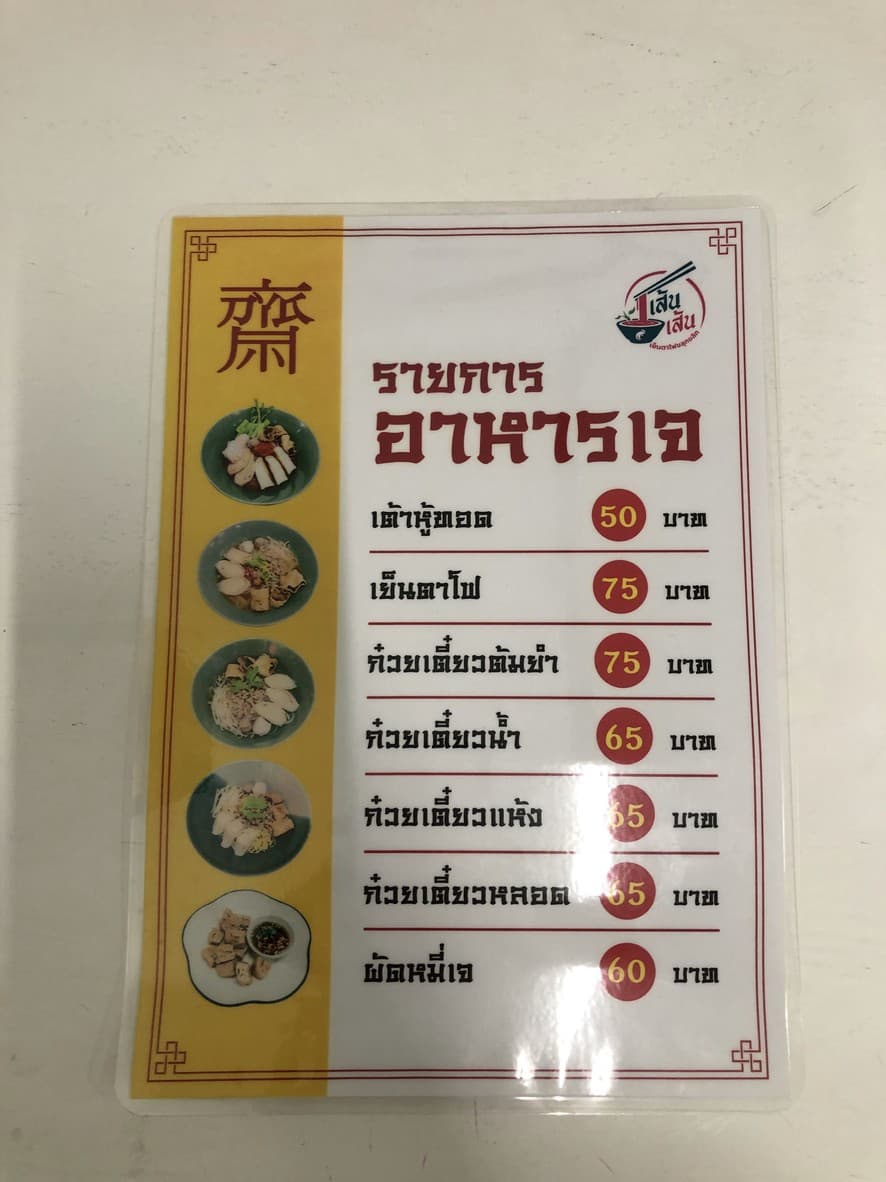 齋
เส้น
เส้น
รายการ
อาหารเจ
เต้าหู้ทอด 50 บาท
เย็นตาโฟ 75 บาท
ก๋วยเตี๋ยวต้มยำ 75 บาท
ก๋วยเตี๋ยวน้ำ 65 บาท
ก๋วยเตี๋ยวแห้ง 65 บาท
ก๋วยเตี๋ยวหลอด 65 บาท
ผัดหมี่เจ 60 บาท